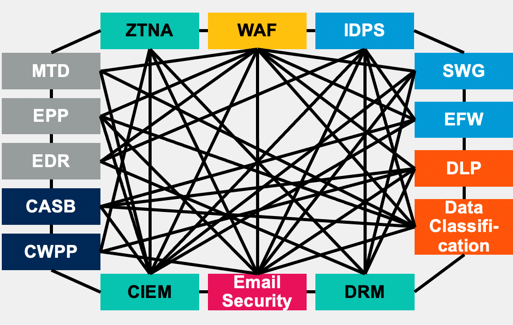 ZTNA
WAF
IDPS
MTD
SWG
EPP
EFW
EDR
DLP
CASB
Data
Classifi-
cation
CWPP
CIEM
Email
Security
DRM